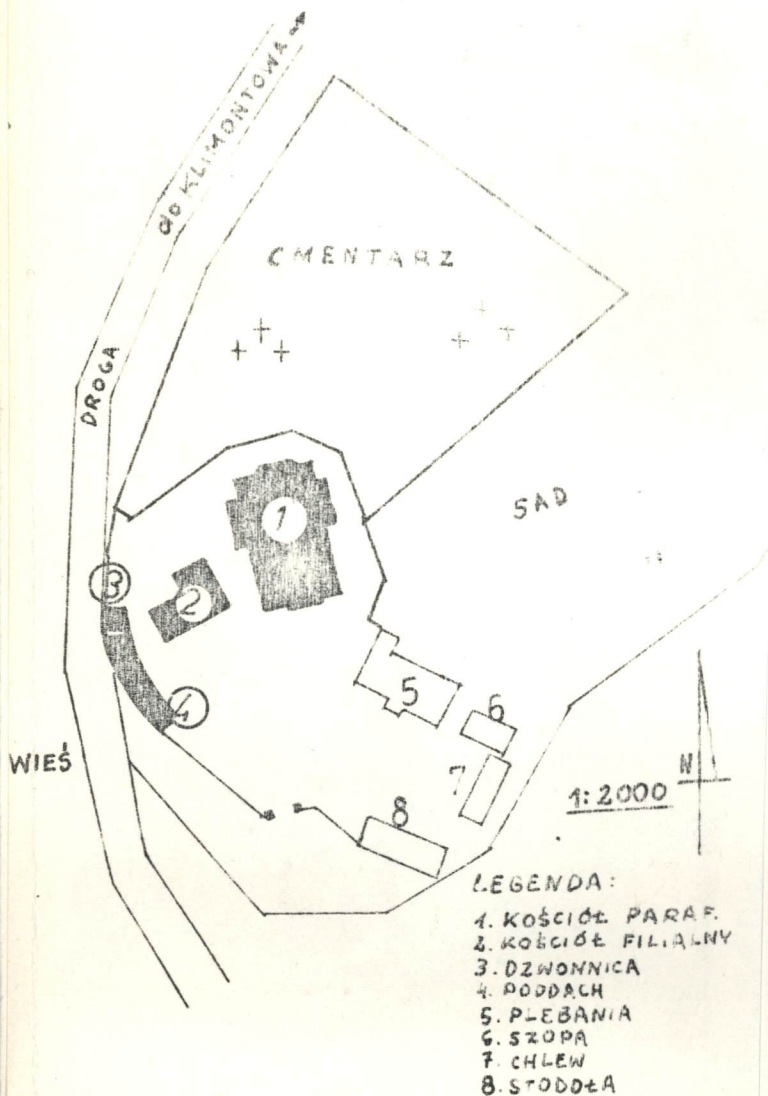 do KLIMONTOWA
DROGA
CMENTARZ
SAD
1
3
2
4
5
6
7
8
WIEŚ
N
1:2000
LEGENDA:
1. KOŚCIÓŁ PARAF.
2. KOŚCIÓŁ FILIALNY
3. DZWONNICA
4. PODDACH
5. PLEBANIA
6. SZOPA
7. CHLEW
8. STODOŁA